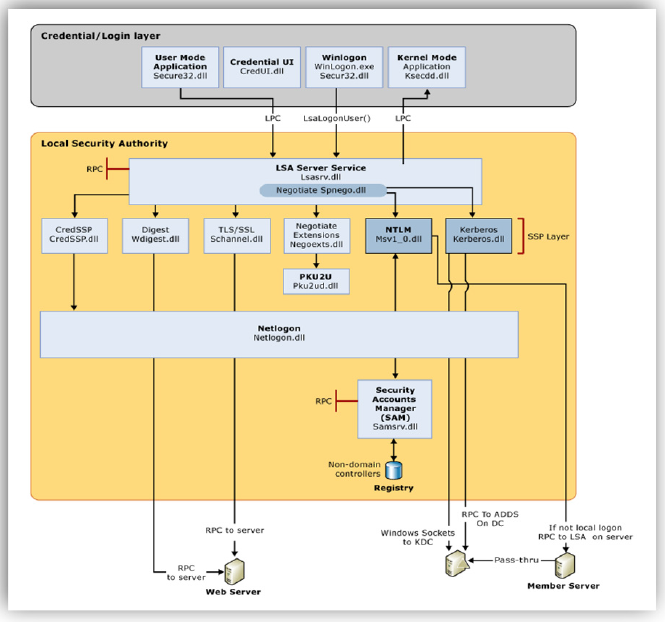 Credential/Login layer
User Mode
Application
Secure32.dll
Credential UI
CredUI.dll
Winlogon
WinLogon.exe
Secur32.dll
Kernel Mode
Application
Ksecdd.dll
LPC
LsaLogonUser()
LPC
Local Security Authority
RPC
LSA Server Service
Lsasrv.dll
Negotiate Spnego.dll
CredSSP
CredSSP.dll
Digest
Wdigest.dll
TLS/SSL
Schannel.dll
Negotiate
Extensions
Negoexts.dll
NTLM
Msv1_0.dll
Kerberos
Kerberos.dll
SSP Layer
PKU2U
Pku2ud.dll
Netlogon
Netlogon.dll
RPC
Security
Accounts
Manager
(SAM)
Samsrv.dll
Non-domain
controllers
Registry
RPC to server
RPC
to server
Web Server
Windows Sockets
to KDC
RPC To ADDS
On DC
If not local logon
RPC to LSA on server
Pass-thru
Member Server